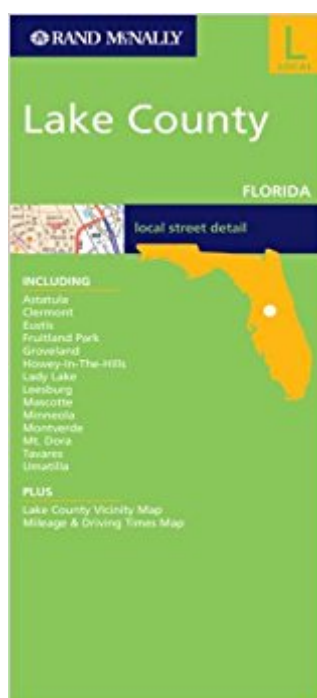 RAND McNALLY
L
LOCAL
Lake County
FLORIDA
local street detail
INCLUDING
Astatula
Clermont
Eustis
Fruitland Park
Groveland
Howey-In-The-Hills
Lady Lake
Leesburg
Mascotte
Minneola
Montverde
Mt. Dora
Tavares
Umatilla
PLUS
Lake County Vicinity Map
Mileage & Driving Times Map